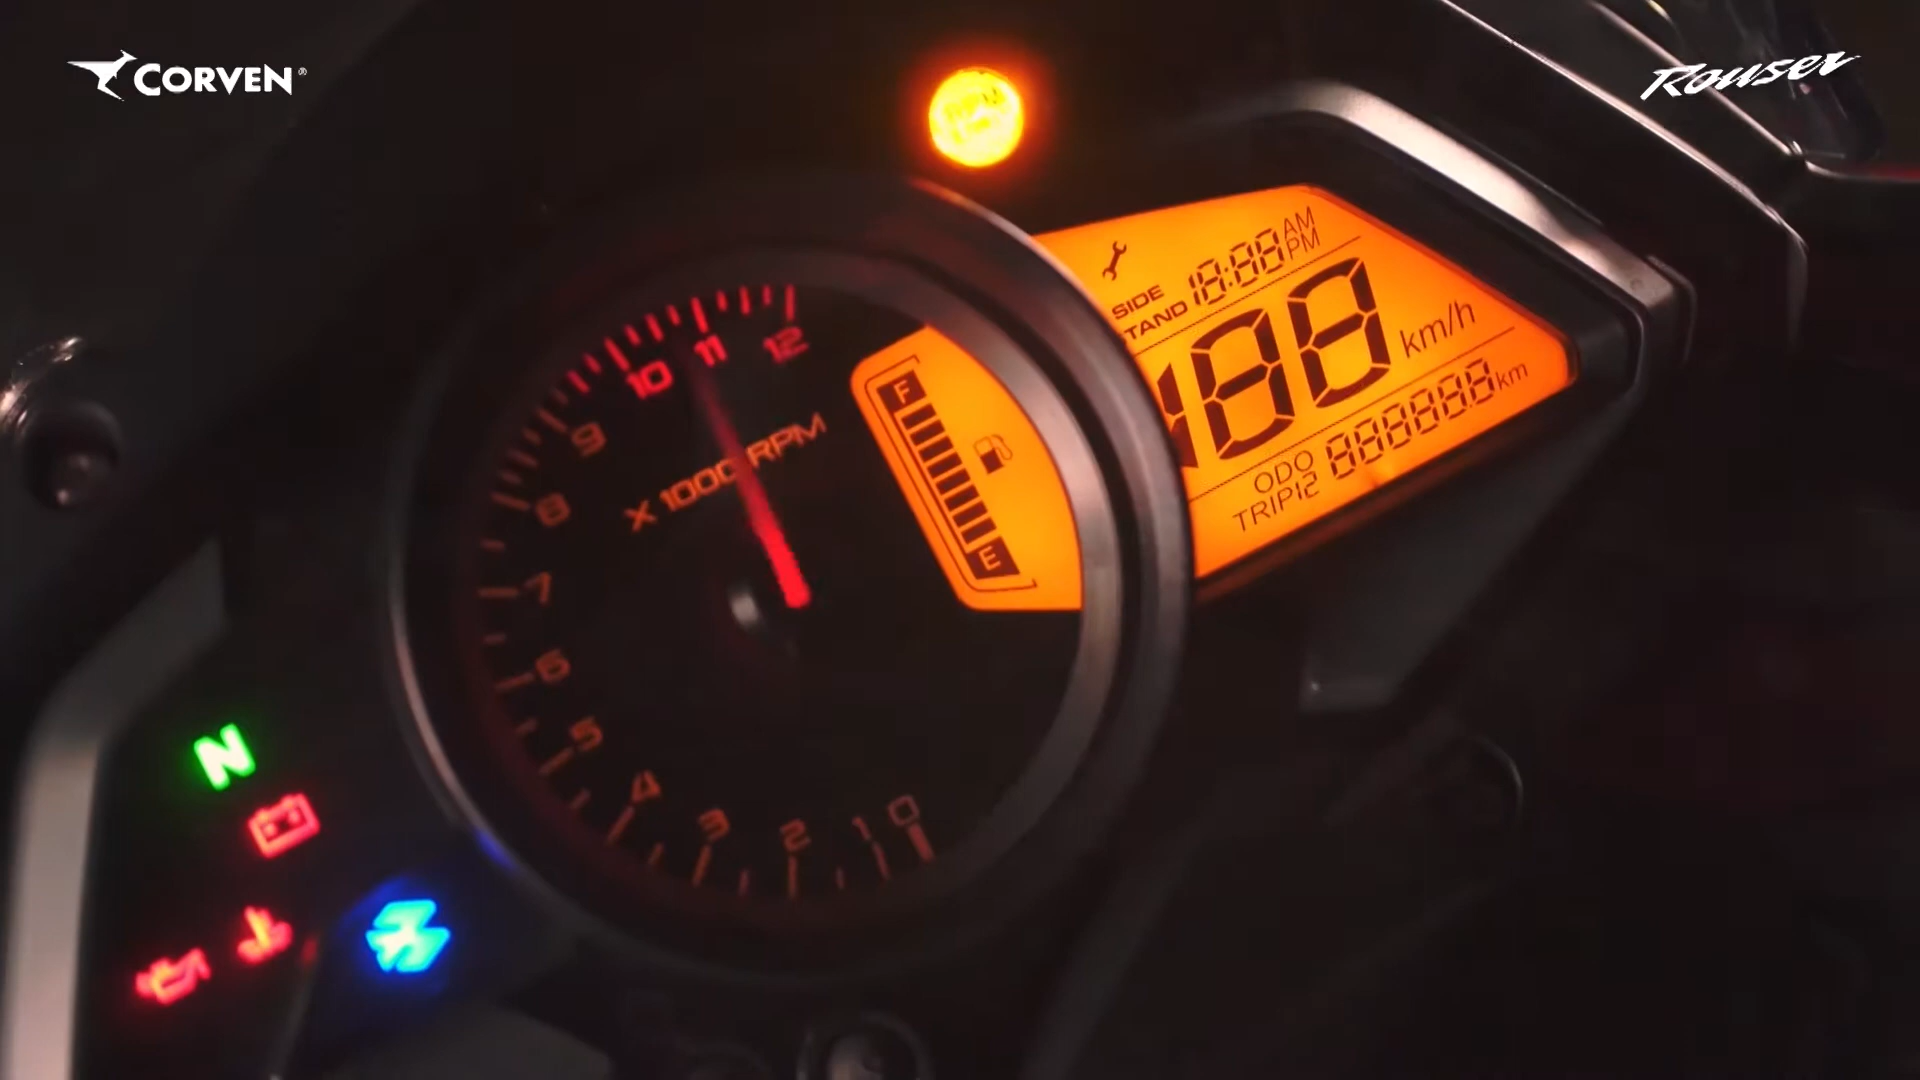 CORVEN®
Rouser
RPM
SIDE
STAND
18:88
AM
PM
188
km/h
ODO
TRIP12
888888
km
F
E
X 1000 RPM
12
11
10
9
8
7
6
5
4
3
2
1
0
N